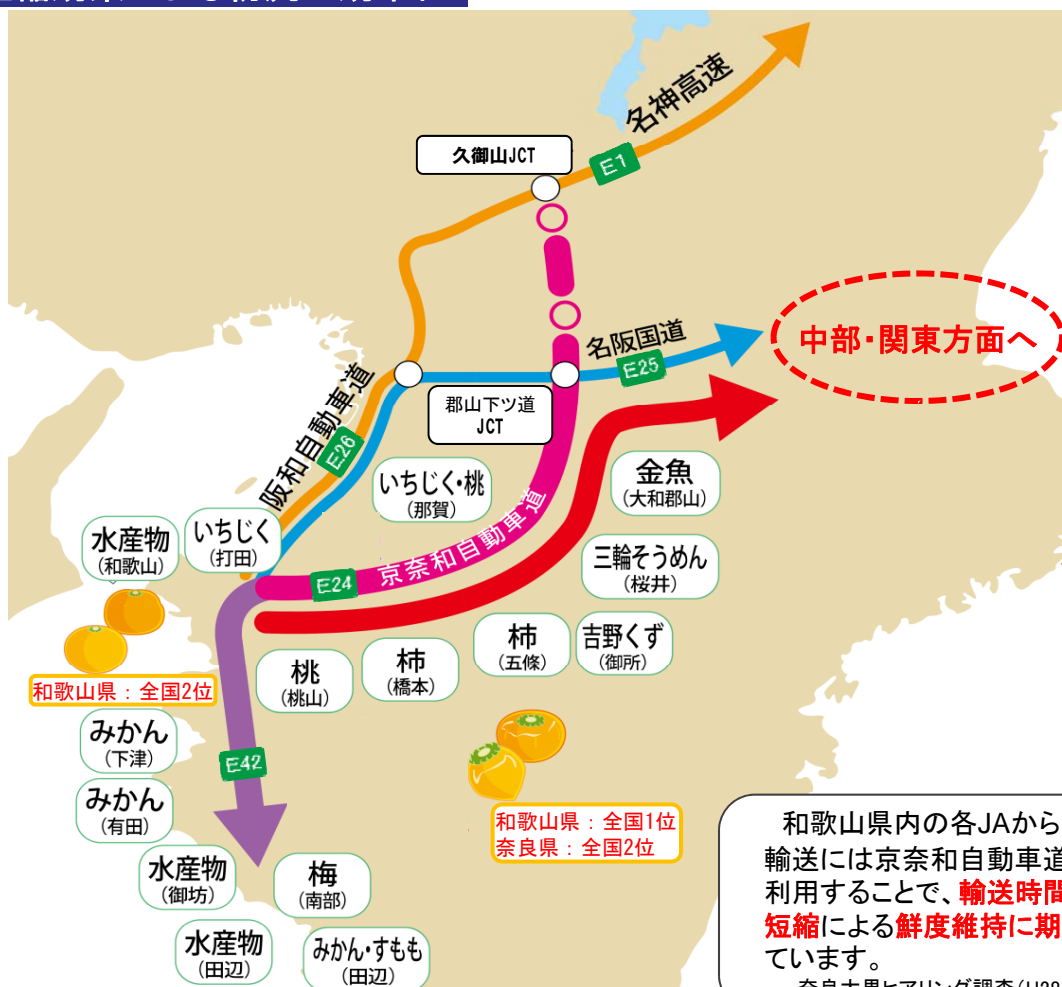 名神高速
久御山JCT
E1
中部・関東方面へ
名阪国道
E25
郡山下ツ道
JCT
阪和自動車道
E26
いちじく・桃
(那賀)
金魚
(大和郡山)
水産物
(和歌山)
いちじく
(打田)
京奈和自動車道
E24
三輪そうめん
(桜井)
柿
(五條)
吉野くず
(御所)
桃
(桃山)
柿
(橋本)
和歌山県：全国2位
みかん
(下津)
E42
みかん
(有田)
和歌山県：全国1位
奈良県：全国2位
水産物
(御坊)
梅
(南部)
水産物
(田辺)
みかん・すもも
(田辺)
和歌山県内の各JAから
輸送には京奈和自動車道
利用することで、輸送時間
短縮による鮮度維持に期
ています。